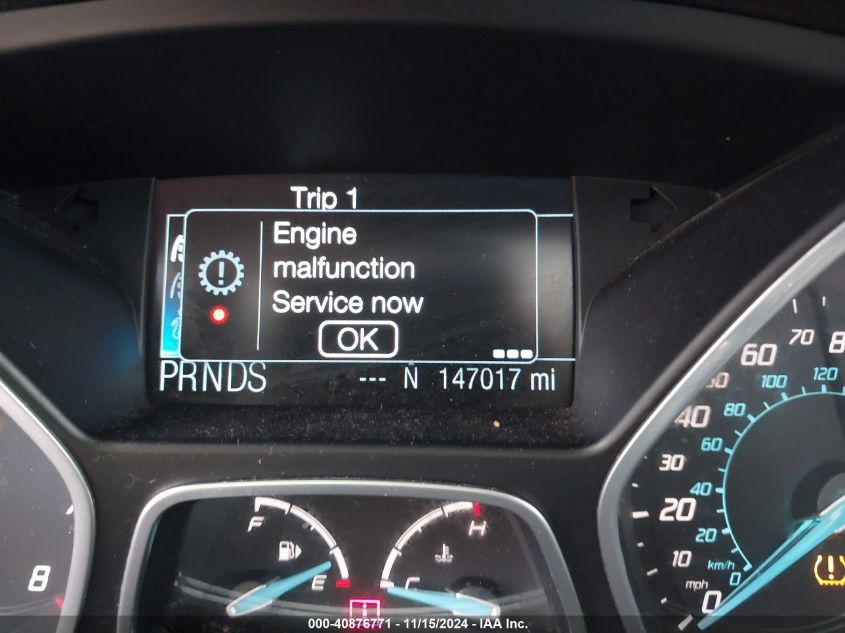 Trip 1
Engine
malfunction
Service now
OK
PRNDS --- N 147017 mi
F E
H C
8
0 10 20 30 40 60 70 8
mph
0 20 40 60 80 100 120
km/h
000-40876771 - 11/15/2024 - IAA Inc.